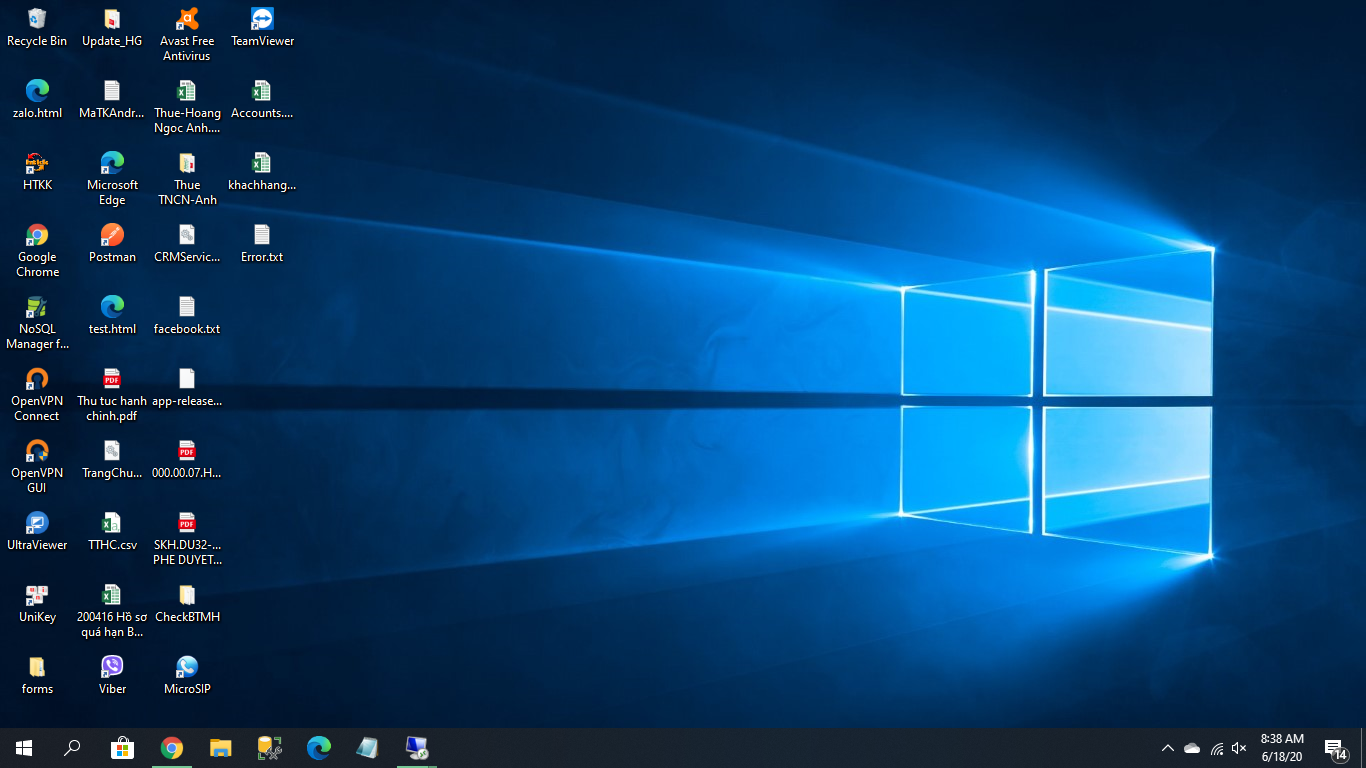 Recycle Bin
Update_HG
Avast Free
Antivirus
TeamViewer
zalo.html
MaTKAndr...
Thue-Hoang
Ngoc Anh....
Accounts....
HTKK
Microsoft
Edge
Thue
TNCN-Anh
khachhang...
Google
Chrome
Postman
CRMServic...
Error.txt
NoSQL
Manager f...
test.html
facebook.txt
OpenVPN
Connect
Thu tuc hanh
chinh.pdf
app-release...
OpenVPN
GUI
TrangChu...
000.00.07.H...
UltraViewer
TTHC.csv
SKH.DU32-...
PHE DUYET...
UniKey
200416 Hồ sơ
quá hạn B...
CheckBTMH
forms
Viber
MicroSIP
8:38 AM
6/18/20
14